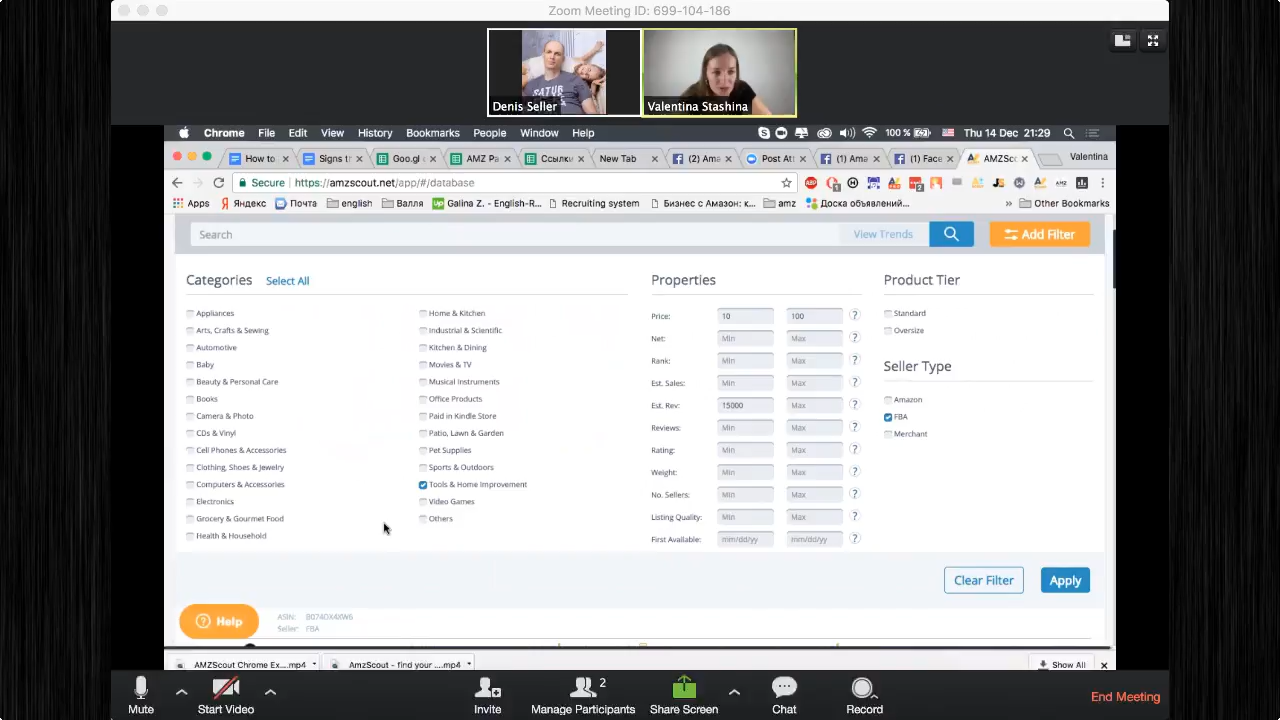 Zoom Meeting ID: 699-104-186
Denis Seller
Valentina Stashina
Chrome File Edit View History Bookmarks People Window Help 100 % Thu 14 Dec 21:29
How to Signs t Goo.gl AMZ Pa Ссылки New Tab (2) Ama Post Att (1) Ama (1) Face AMZSco Valentina
Secure https://amzscout.net/app/#/database
Apps Яндекс Почта english Валля Galina Z. - English-R... Recruiting system Бизнес с Амазон: к... amz Доска объявлений... » Other Bookmarks
Search View Trends Add Filter
Categories Select All
Appliances
Arts, Crafts & Sewing
Automotive
Baby
Beauty & Personal Care
Books
Camera & Photo
CDs & Vinyl
Cell Phones & Accessories
Clothing, Shoes & Jewelry
Computers & Accessories
Electronics
Grocery & Gourmet Food
Health & Household
Home & Kitchen
Industrial & Scientific
Kitchen & Dining
Movies & TV
Musical Instruments
Office Products
Paid in Kindle Store
Patio, Lawn & Garden
Pet Supplies
Sports & Outdoors
Tools & Home Improvement
Video Games
Others
Properties
Price: 10 100 ?
Net: Min Max ?
Rank: Min Max ?
Est. Sales: Min Max ?
Est. Rev: 15000 Max ?
Reviews: Min Max ?
Rating: Min Max ?
Weight: Min Max ?
No. Sellers: Min Max ?
Listing Quality: Min Max ?
First Available: mm/dd/yy mm/dd/yy ?
Product Tier
Standard
Oversize
Seller Type
Amazon
FBA
Merchant
Clear Filter Apply
Help
ASIN:
Seller: FBA
AMZScout Chrome Ex....mp4 AmzScout - find your ....mp4 Show All
Mute Start Video Invite 2 Manage Participants Share Screen Chat Record End Meeting